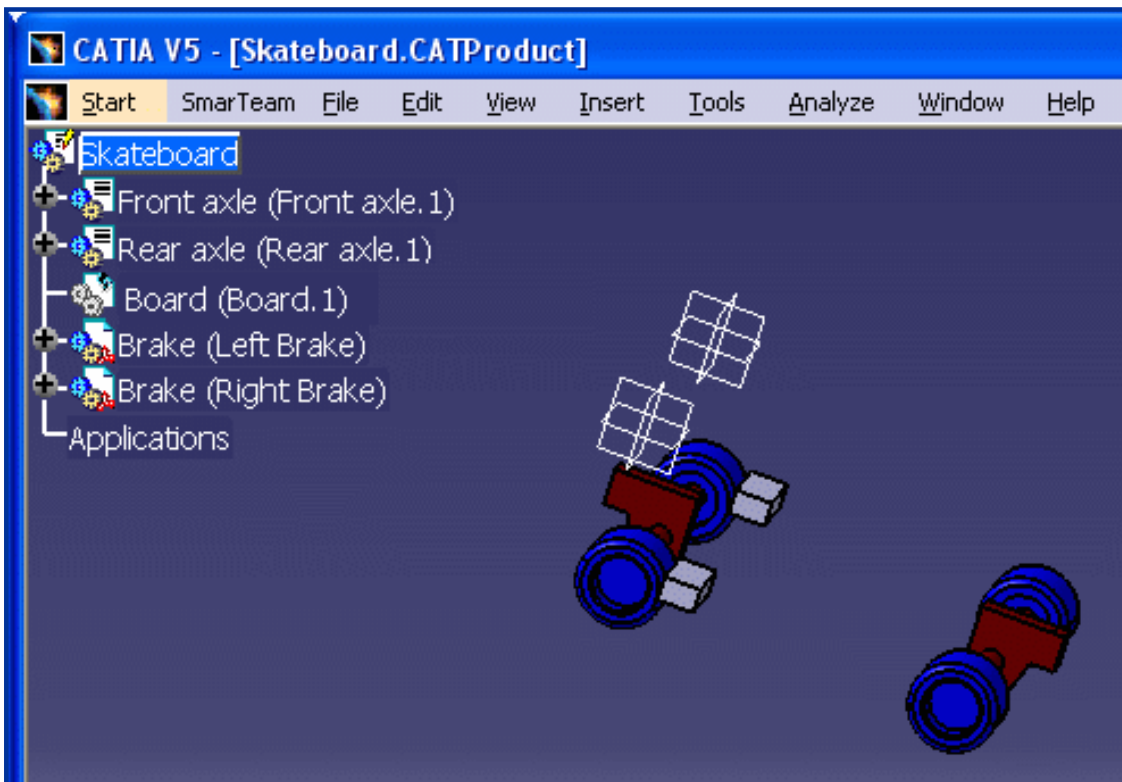 CATIA V5 - [Skateboard.CATProduct]
Start SmarTeam File Edit View Insert Tools Analyze Window Help
Skateboard
Front axle (Front axle.1)
Rear axle (Rear axle.1)
Board (Board.1)
Brake (Left Brake)
Brake (Right Brake)
Applications